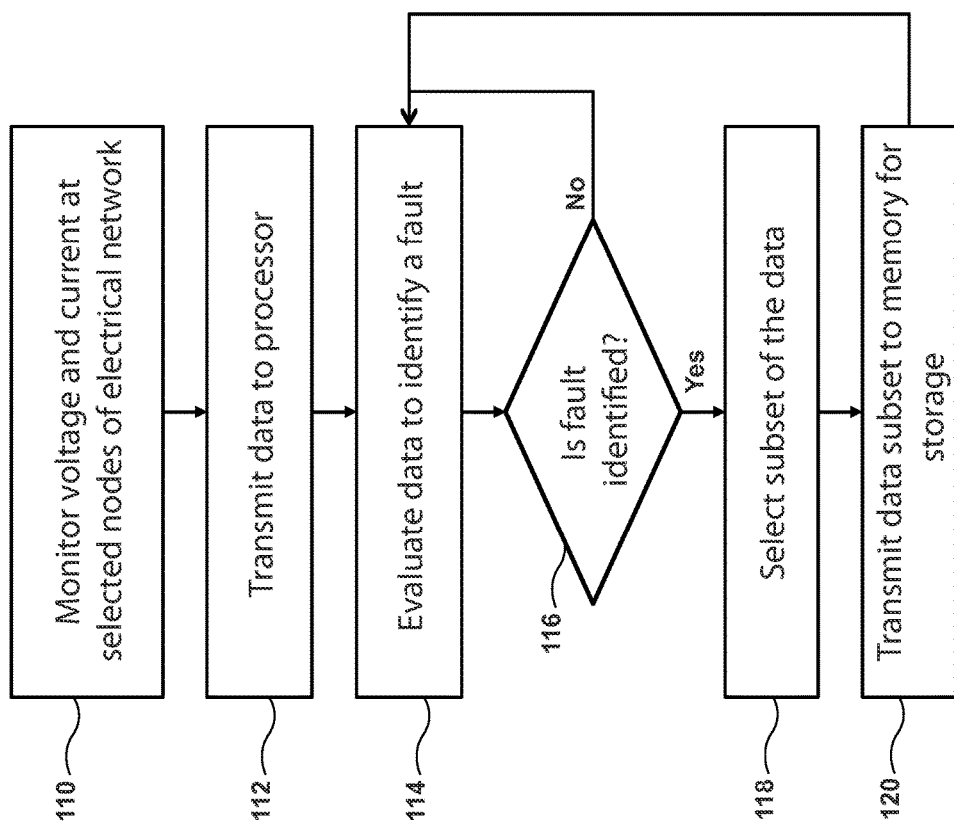 110
Monitor voltage and current at
selected nodes of electrical network
112
Transmit data to processor
114
Evaluate data to identify a fault
116
Is fault
identified?
No
Yes
118
Select subset of the data
120
Transmit data subset to memory for
storage